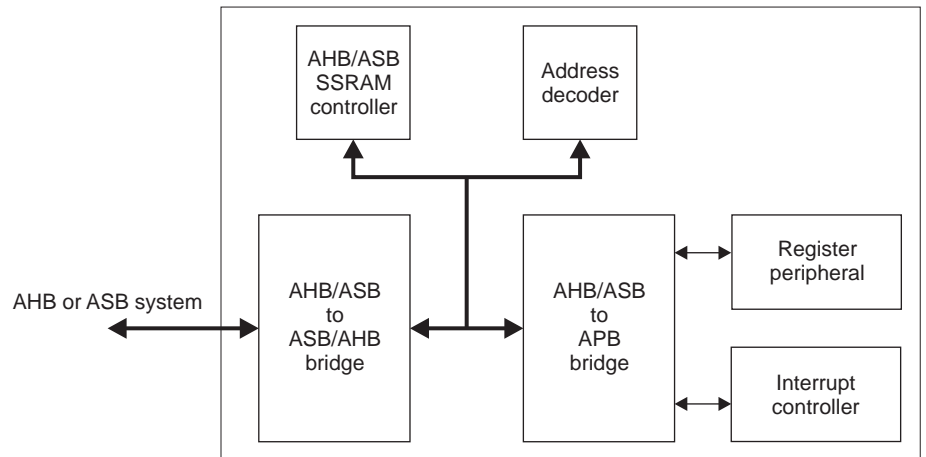 AHB/ASB
SSRAM
controller
Address
decoder
AHB or ASB system
AHB/ASB
to
ASB/AHB
bridge
AHB/ASB
to
APB
bridge
Register
peripheral
Interrupt
controller